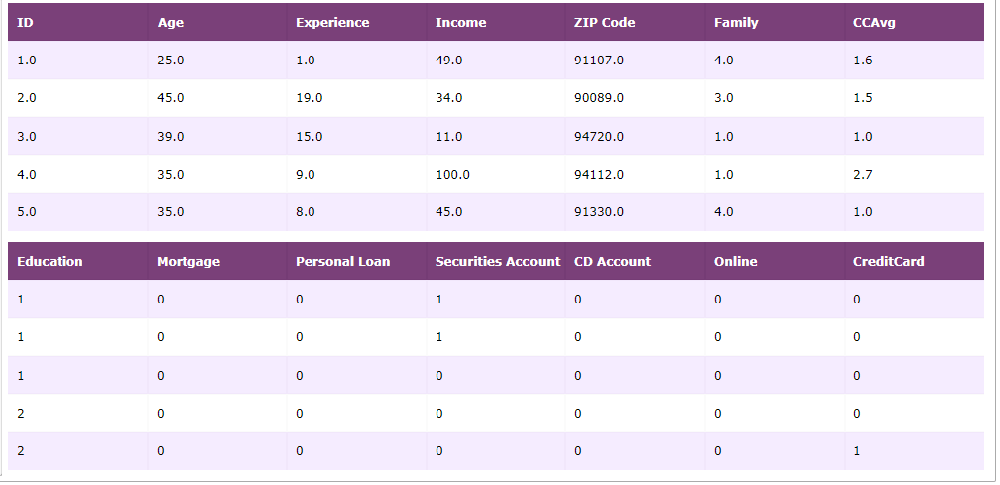 ID Age Experience Income ZIP Code Family CCAvg
1.0 25.0 1.0 49.0 91107.0 4.0 1.6
2.0 45.0 19.0 34.0 90089.0 3.0 1.5
3.0 39.0 15.0 11.0 94720.0 1.0 1.0
4.0 35.0 9.0 100.0 94112.0 1.0 2.7
5.0 35.0 8.0 45.0 91330.0 4.0 1.0
Education Mortgage Personal Loan Securities Account CD Account Online CreditCard
1 0 0 1 0 0 0
1 0 0 1 0 0 0
1 0 0 0 0 0 0
2 0 0 0 0 0 0
2 0 0 0 0 0 1